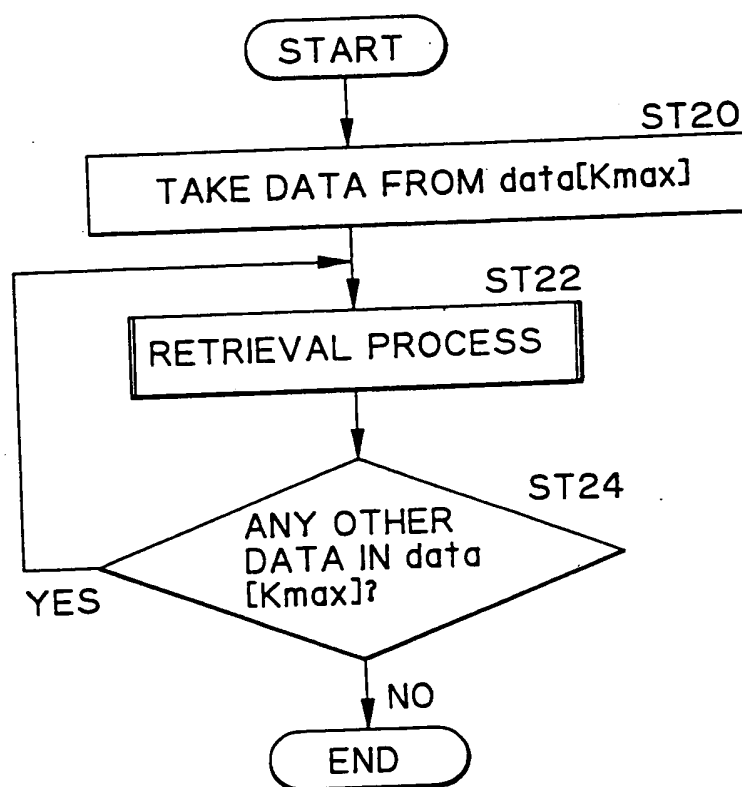 START
ST20
TAKE DATA FROM data[Kmax]
ST22
RETRIEVAL PROCESS
ST24
ANY OTHER
DATA IN data
[Kmax]?
YES
NO
END